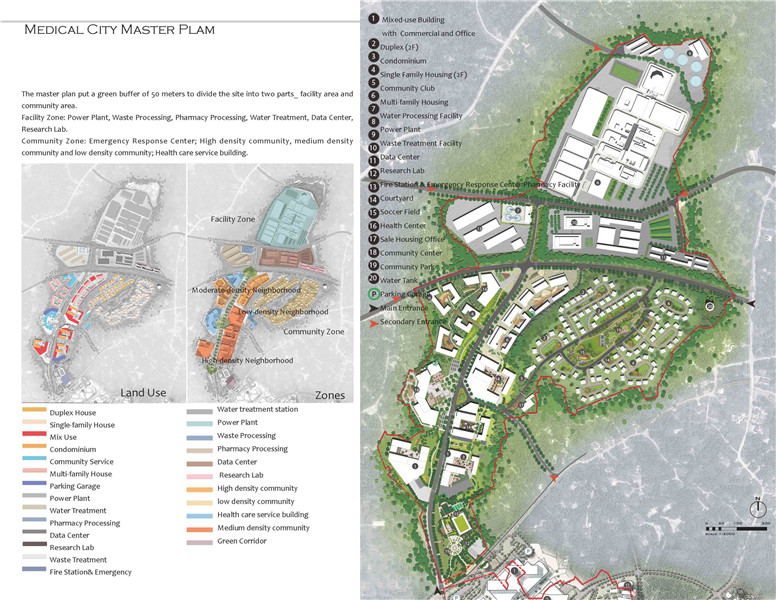 Medical City Master Plam
The master plan put a green buffer of 50 meters to divide the site into two parts_ facility area and
community area.
Facility Zone: Power Plant, Waste Processing, Pharmacy Processing, Water Treatment, Data Center,
Research Lab.
Community Zone: Emergency Response Center; High density community, medium density
community and low density community; Health care service building.
Land Use
Facility Zone
Moderate-density Neighborhood
Low-density Neighborhood
Community Zone
High-density Neighborhood
Zones
Duplex House
Single-family House
Mix Use
Condominium
Community Service
Multi-family House
Parking Garage
Power Plant
Water Treatment
Pharmacy Processing
Data Center
Research Lab
Waste Treatment
Fire Station& Emergency
Water treatment station
Power Plant
Waste Processing
Pharmacy Processing
Data Center
Research Lab
High density community
low density community
Health care service building
Medium density community
Green Corridor
1 Mixed-use Building
with Commercial and Office
2 Duplex (2F)
3 Condominium
4 Single Family Housing (2F)
5 Community Club
6 Multi-family Housing
7 Water Processing Facility
8 Power Plant
9 Waste Treatment Facility
10 Data Center
11 Research Lab
12 Fire Station & Emergency Response Center Pharmacy Facility
13 Courtyard
14 Soccer Field
15 Health Center
16 Sale Housing Office
17 Community Center
18 Community Park
19 Water Tank
20
P Parking Garage
Main Entrance
Secondary Entrance